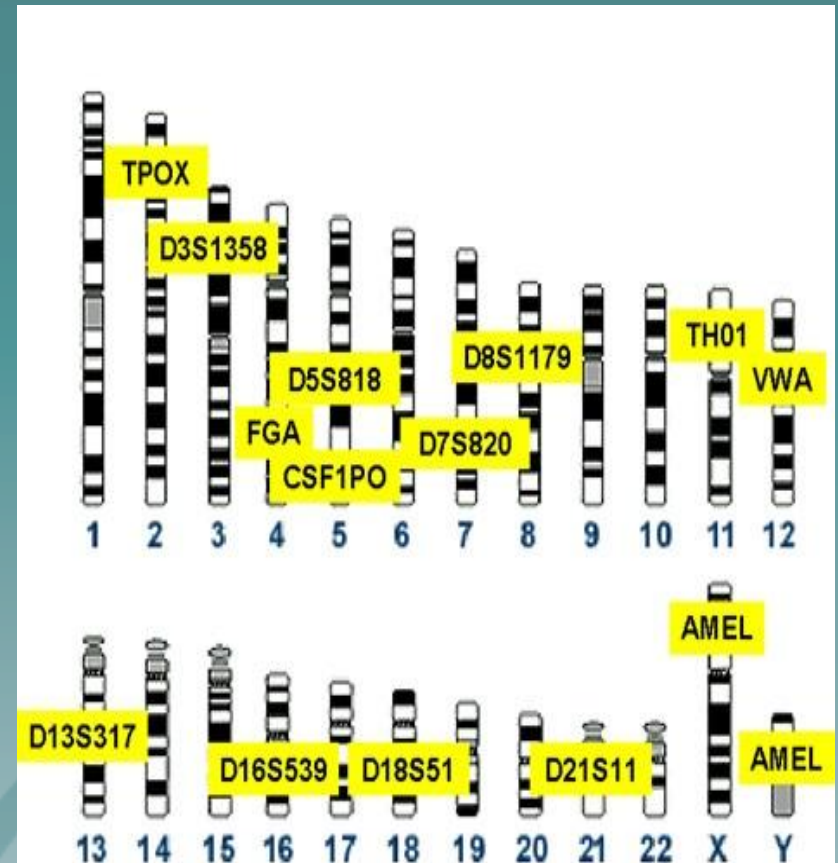 TPOX
D3S1358
D5S818
FGA
CSF1PO
D7S820
D8S1179
TH01
VWA
1 2 3 4 5 6 7 8 9 10 11 12
AMEL
D13S317
D16S539
D18S51
D21S11
AMEL
13 14 15 16 17 18 19 20 21 22 X Y